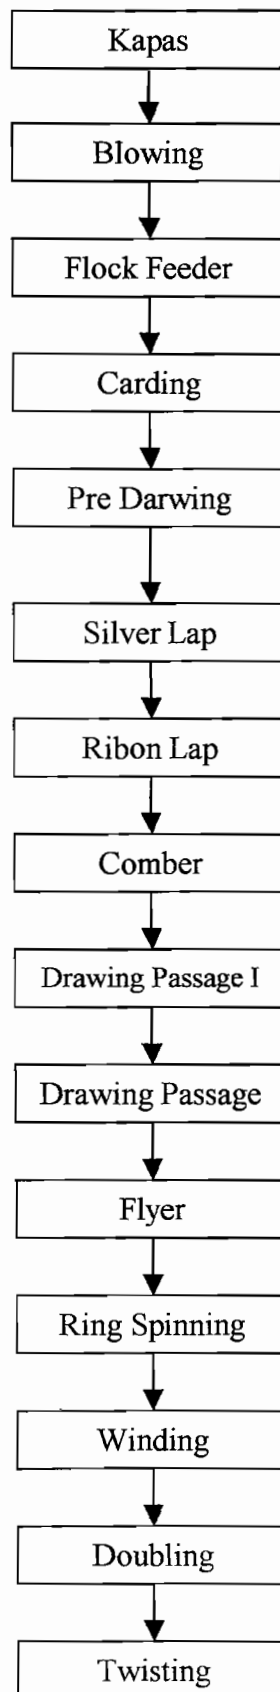 Kapas
Blowing
Flock Feeder
Carding
Pre Darwing
Silver Lap
Ribon Lap
Comber
Drawing Passage I
Drawing Passage
Flyer
Ring Spinning
Winding
Doubling
Twisting